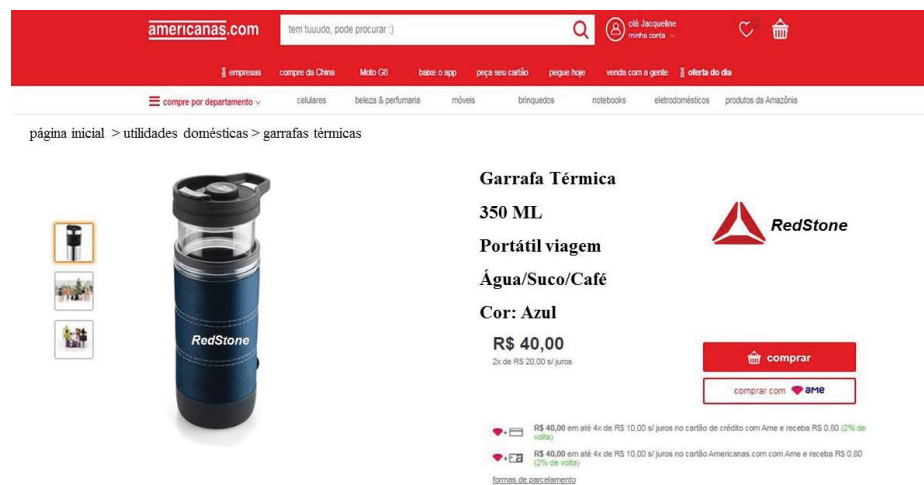 americanas.com
tem tuuudo, pode procurar :)
olá Jacqueline
minha conta
empresas compre da China Moto G6 baixe o app peça seu cartão pegue hoje venda com a gente oferta do dia
compre por departamento celulares beleza & perfumaria móveis brinquedos notebooks eletrodomésticos produtos da Amazônia
página inicial > utilidades domésticas > garrafas térmicas
Garrafa Térmica
350 ML
Portátil viagem
Água/Suco/Café
Cor: Azul
RedStone
RedStone
R$ 40,00
2x de R$ 20,00 s/ juros
comprar
comprar com ame
R$ 40,00 em até 4x de R$ 10,00 s/ juros no cartão de crédito com Ame e receba R$ 0,80 (2% de
volta)
R$ 40,00 em até 4x de R$ 10,00 s/ juros no cartão Americanas.com com Ame e receba R$ 0,80
(2% de volta)
formas de parcelamento